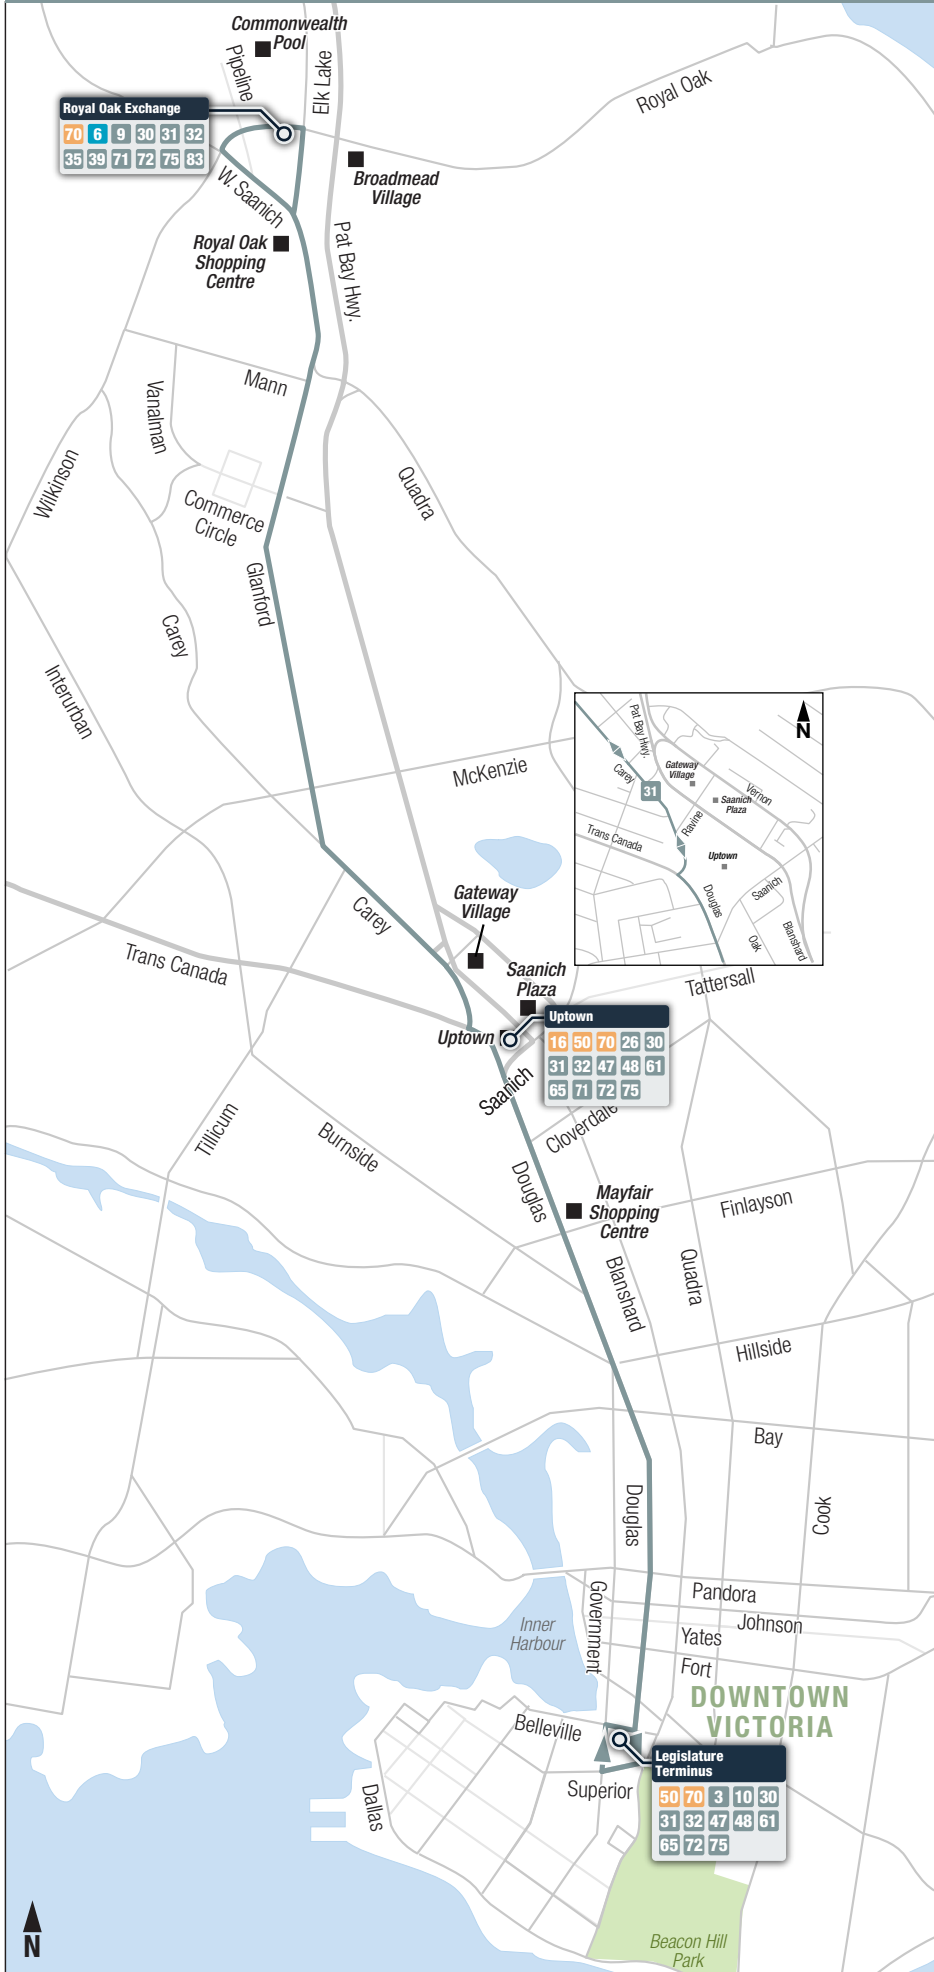 Commonwealth
Pool
Pipeline
Elk Lake
Royal Oak
Royal Oak Exchange
70 6 9 30 31 32
35 39 71 72 75 83
Broadmead
Village
W. Saanich
Royal Oak
Shopping
Centre
Pat Bay Hwy.
Mann
Vanalman
Wilkinson
Quadra
Commerce
Circle
Glanford
Carey
Interurban
McKenzie
N
Pat Bay Hwy.
Gateway
Village
Carey
31
Vernon
Saanich
Plaza
Ravine
Trans Canada
Uptown
Saanich
Douglas
Oak
Blanshard
Gateway
Village
Carey
Trans Canada
Saanich
Plaza
Tattersall
Uptown
Uptown
16 50 70 26 30
31 32 47 48 61
65 71 72 75
Saanich
Cloverdale
Tillicum
Burnside
Douglas
Mayfair
Shopping
Centre
Finlayson
Blanshard
Quadra
Hillside
Bay
Douglas
Cook
Government
Pandora
Johnson
Yates
Fort
Inner
Harbour
DOWNTOWN
VICTORIA
Belleville
Legislature
Terminus
50 70 3 10 30
31 32 47 48 61
65 72 75
Superior
Dallas
N
Beacon Hill
Park